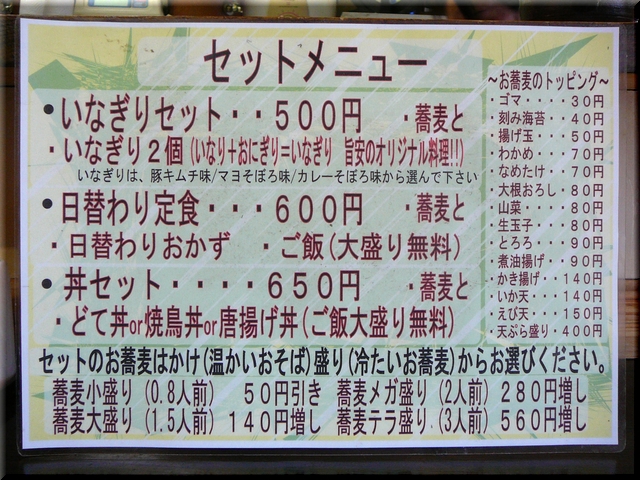 セットメニュー
・いなぎりセット・・500円 ・蕎麦と
・いなぎり2個(いなり+おにぎり=いなぎり 旨安のオリジナル料理!!)
いなぎりは、豚キムチ味/マヨそぼろ味/カレーそぼろ味から選んで下さい
・日替わり定食・・・600円 ・蕎麦と
・日替わりおかず ・ご飯(大盛り無料)
・丼セット・・・・650円 ・蕎麦と
・どて丼or焼鳥丼or唐揚げ丼(ご飯大盛り無料)
～お蕎麦のトッピング～
・ゴマ・・・・30円
・刻み海苔・・40円
・揚げ玉・・・50円
・わかめ・・・70円
・なめたけ・・70円
・大根おろし・80円
・山菜・・・・80円
・生玉子・・・80円
・とろろ・・・90円
・煮油揚げ・・90円
・かき揚げ・・140円
・いか天・・・140円
・えび天・・・150円
・天ぷら盛り・400円
セットのお蕎麦はかけ(温かいおそば)盛り(冷たいお蕎麦)からお選びください。
蕎麦小盛り(0.8人前) 50円引き 蕎麦メガ盛り(2人前)280円増し
蕎麦大盛り(1.5人前)140円増し 蕎麦テラ盛り(3人前)560円増し